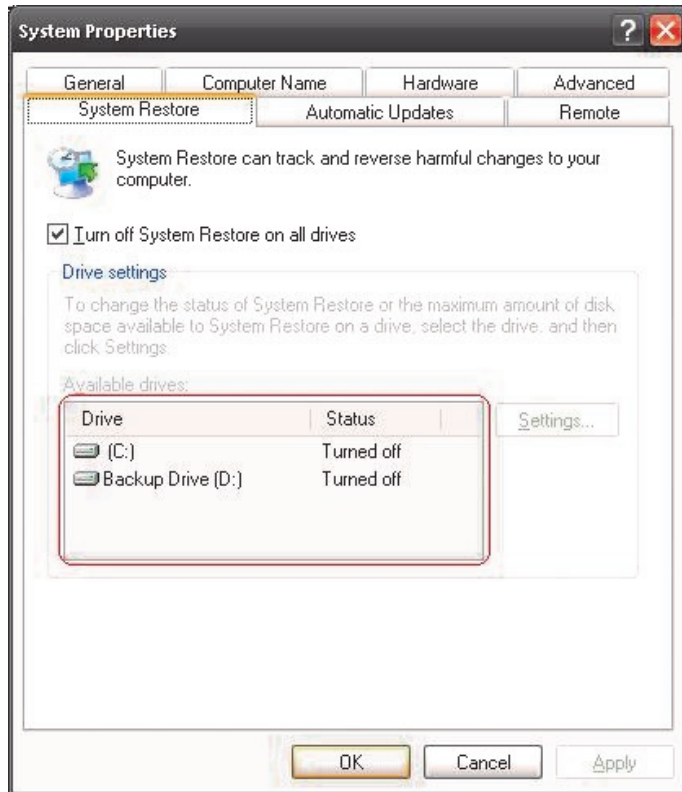 System Properties
General Computer Name Hardware Advanced
System Restore Automatic Updates Remote
System Restore can track and reverse harmful changes to your
computer.
Turn off System Restore on all drives
Drive settings
To change the status of System Restore or the maximum amount of disk
space available to System Restore on a drive, select the drive, and then
click Settings.
Available drives:
Drive Status
Settings...
(C:) Turned off
Backup Drive (D:) Turned off
OK Cancel Apply